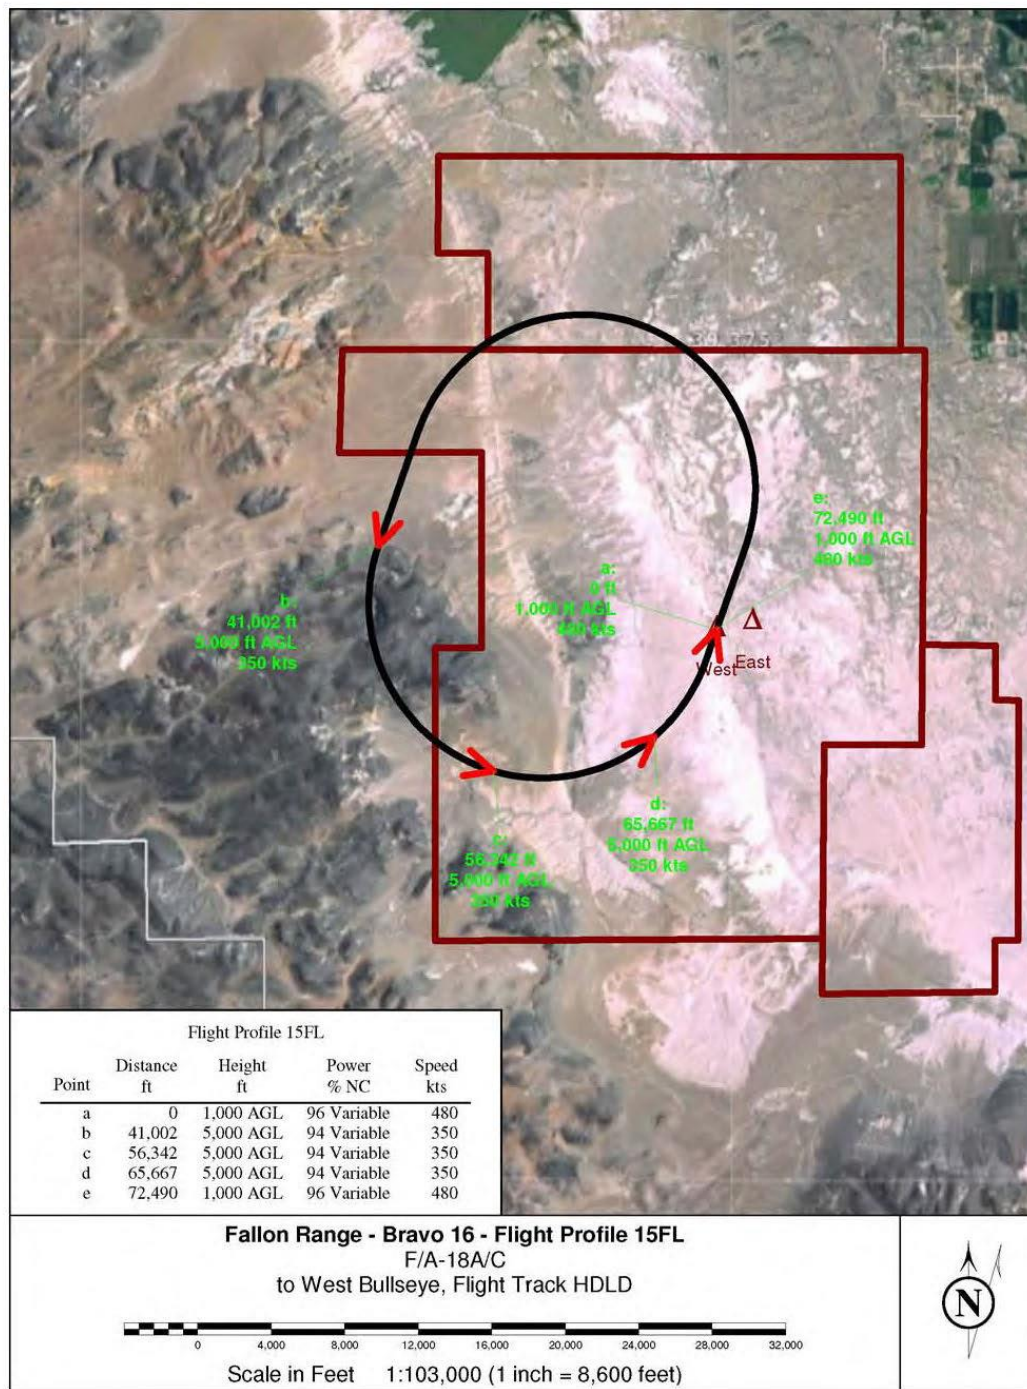 39.375
e:
72,490 ft
1,000 ft AGL
480 kts
a:
0 ft
1,000 ft AGL
480 kts
b:
41,002 ft
5,000 ft AGL
350 kts
West
East
d:
65,667 ft
5,000 ft AGL
350 kts
c:
56,342 ft
5,000 ft AGL
350 kts
Flight Profile 15FL
Distance Height Power Speed
Point ft ft % NC kts
a 0 1,000 AGL 96 Variable 480
b 41,002 5,000 AGL 94 Variable 350
c 56,342 5,000 AGL 94 Variable 350
d 65,667 5,000 AGL 94 Variable 350
e 72,490 1,000 AGL 96 Variable 480
Fallon Range - Bravo 16 - Flight Profile 15FL
F/A-18A/C
to West Bullseye, Flight Track HDLD
0 4,000 8,000 12,000 16,000 20,000 24,000 28,000 32,000
Scale in Feet 1:103,000 (1 inch = 8,600 feet)
N